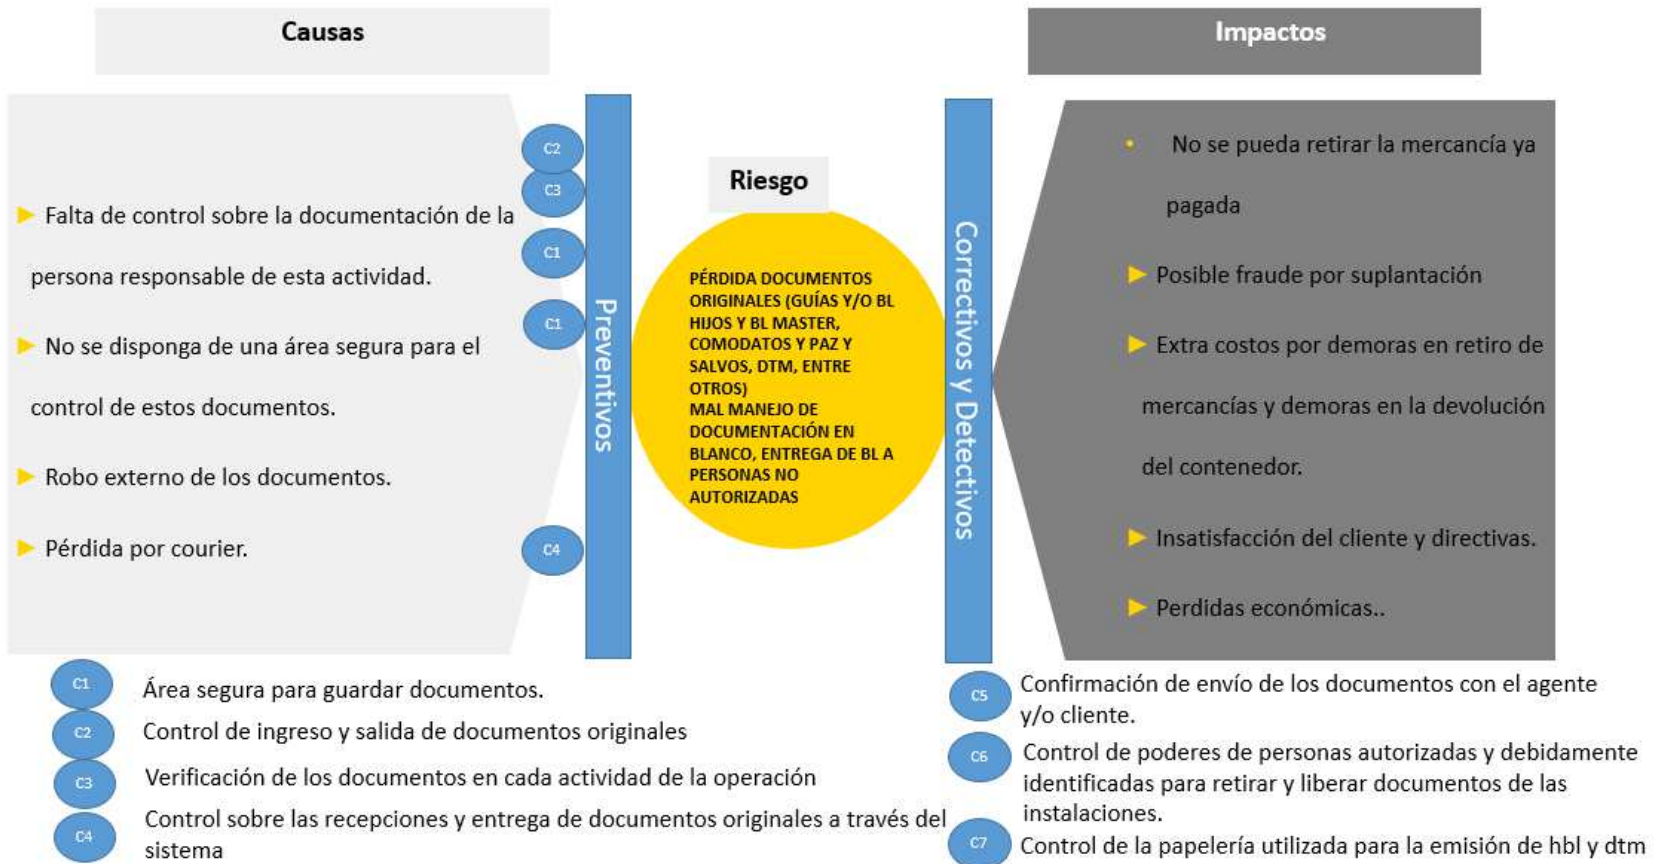 Causas
► Falta de control sobre la documentación de la
persona responsable de esta actividad.
► No se disponga de una área segura para el
control de estos documentos.
► Robo externo de los documentos.
► Pérdida por courier.
C2
C3
C1
C1
C4
Preventivos
Riesgo
PÉRDIDA DOCUMENTOS
ORIGINALES (GUÍAS Y/O BL
HIJOS Y BL MASTER,
COMODATOS Y PAZ Y
SALVOS, DTM, ENTRE
OTROS)
MAL MANEJO DE
DOCUMENTACIÓN EN
BLANCO, ENTREGA DE BL A
PERSONAS NO
AUTORIZADAS
Correctivos y Detectivos
Impactos
• No se pueda retirar la mercancía ya
pagada
► Posible fraude por suplantación
► Extra costos por demoras en retiro de
mercancías y demoras en la devolución
del contenedor.
► Insatisfacción del cliente y directivas.
► Perdidas económicas..
C1 Área segura para guardar documentos.
C2 Control de ingreso y salida de documentos originales
C3 Verificación de los documentos en cada actividad de la operación
C4 Control sobre las recepciones y entrega de documentos originales a través del
sistema
C5 Confirmación de envío de los documentos con el agente
y/o cliente.
C6 Control de poderes de personas autorizadas y debidamente
identificadas para retirar y liberar documentos de las
instalaciones.
C7 Control de la papelería utilizada para la emisión de hbl y dtm